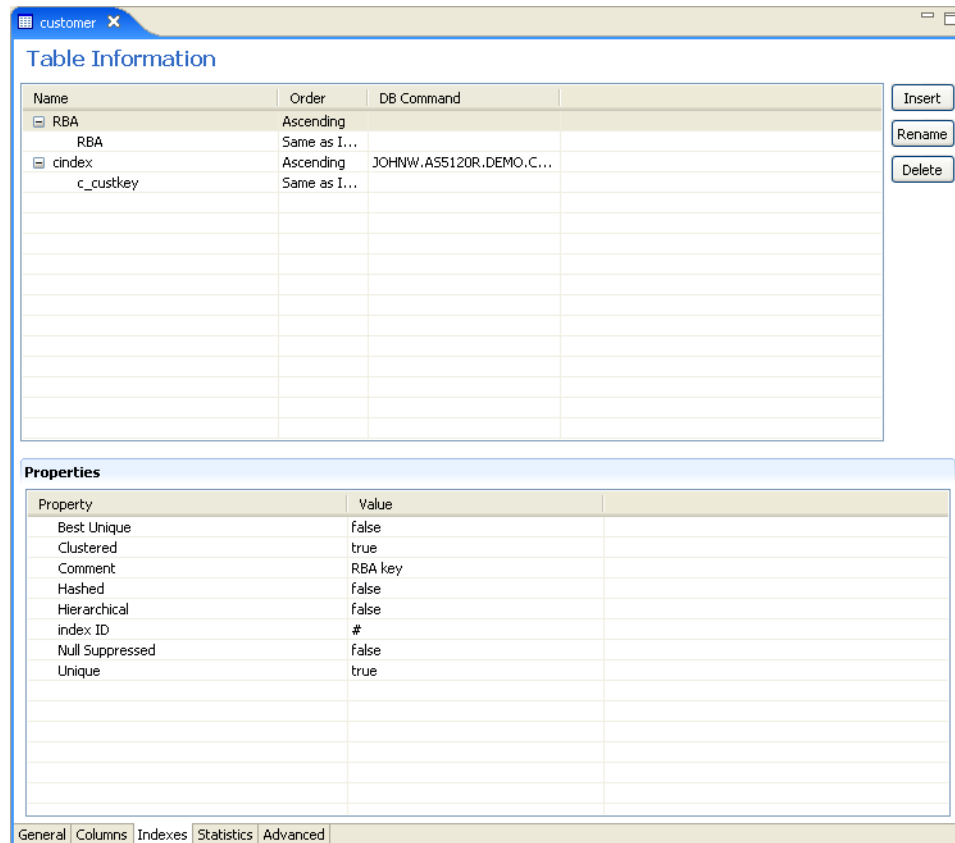 customer
Table Information
Name Order DB Command
RBA Ascending
RBA Same as I...
cindex Ascending JOHNW.AS5120R.DEMO.C...
c_custkey Same as I...
Insert
Rename
Delete
Properties
Property Value
Best Unique false
Clustered true
Comment RBA key
Hashed false
Hierarchical false
index ID #
Null Suppressed false
Unique true
General Columns Indexes Statistics Advanced